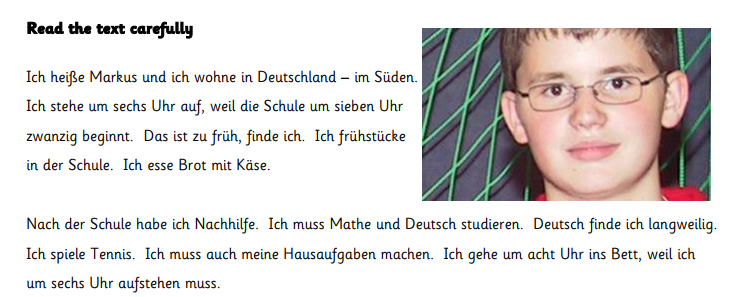 Read the text carefully
Ich heiße Markus und ich wohne in Deutschland – im Süden.
Ich stehe um sechs Uhr auf, weil die Schule um sieben Uhr
zwanzig beginnt.  Das ist zu früh, finde ich.  Ich frühstücke
in der Schule.  Ich esse Brot mit Käse.
Nach der Schule habe ich Nachhilfe.  Ich muss Mathe und Deutsch studieren.  Deutsch finde ich langweilig.
Ich spiele Tennis.  Ich muss auch meine Hausaufgaben machen.  Ich gehe um acht Uhr ins Bett, weil ich
um sechs Uhr aufstehen muss.